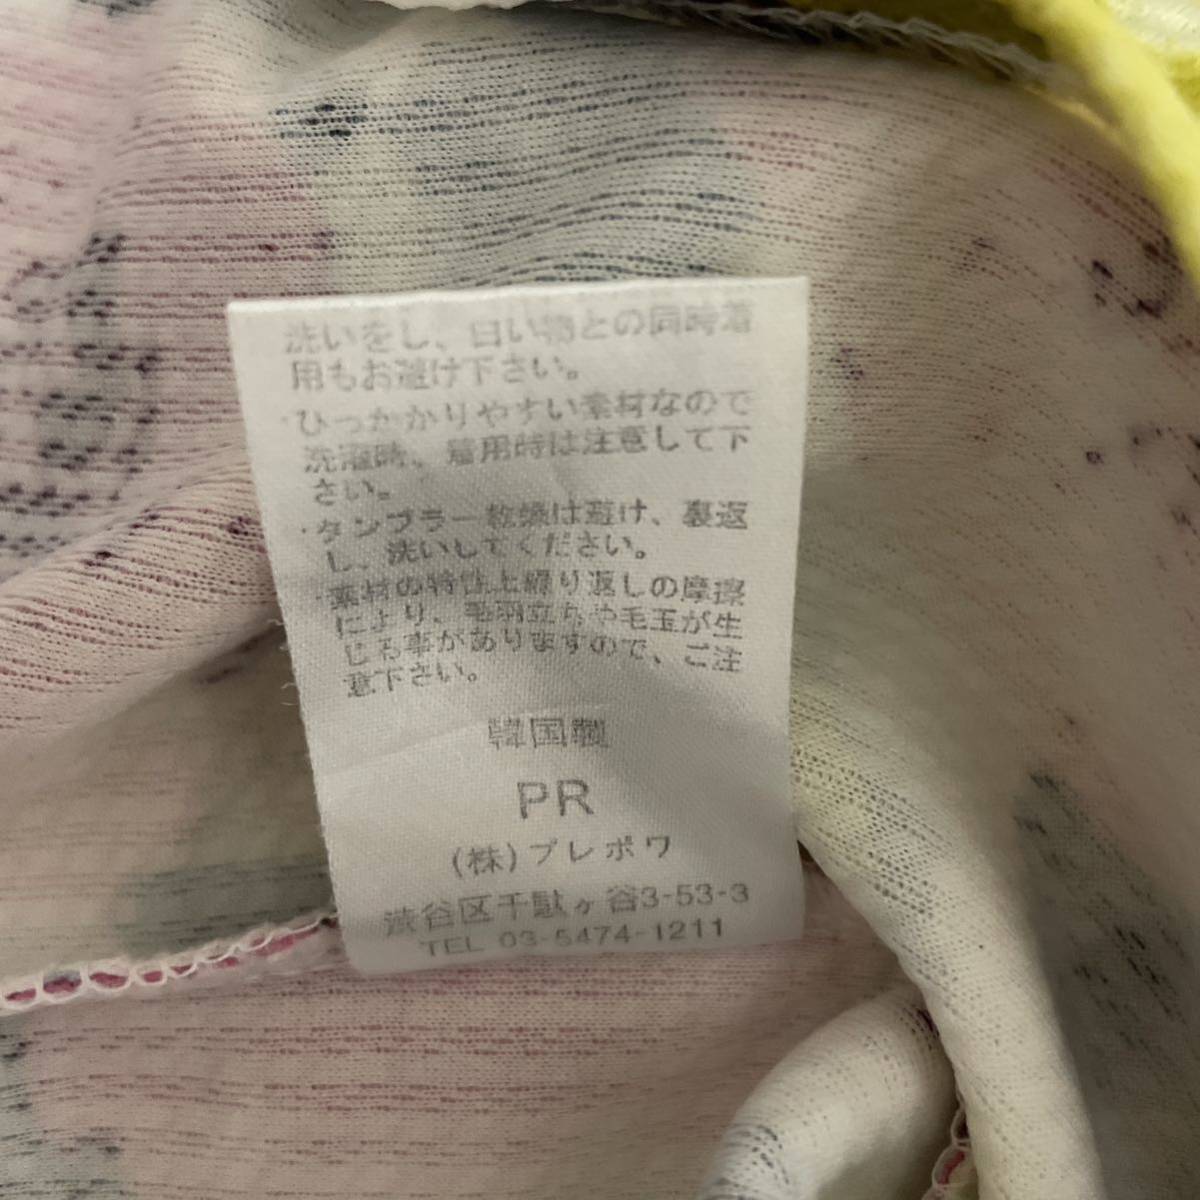 洗いをし、白い物との同時着
用もお避け下さい。
・ひっかかりやすい素材なので
洗濯時、着用時は注意して下
さい。
・タンブラー乾燥は避け、裏返
し、洗いしてください。
・素材の特性上繰り返しの摩擦
により、毛羽立ちや毛玉が生
じる事がありますので、ご注
意下さい。
韓国製
PR
(株)プレポワ
渋谷区千駄ヶ谷3-53-3
TEL 03-5474-1211